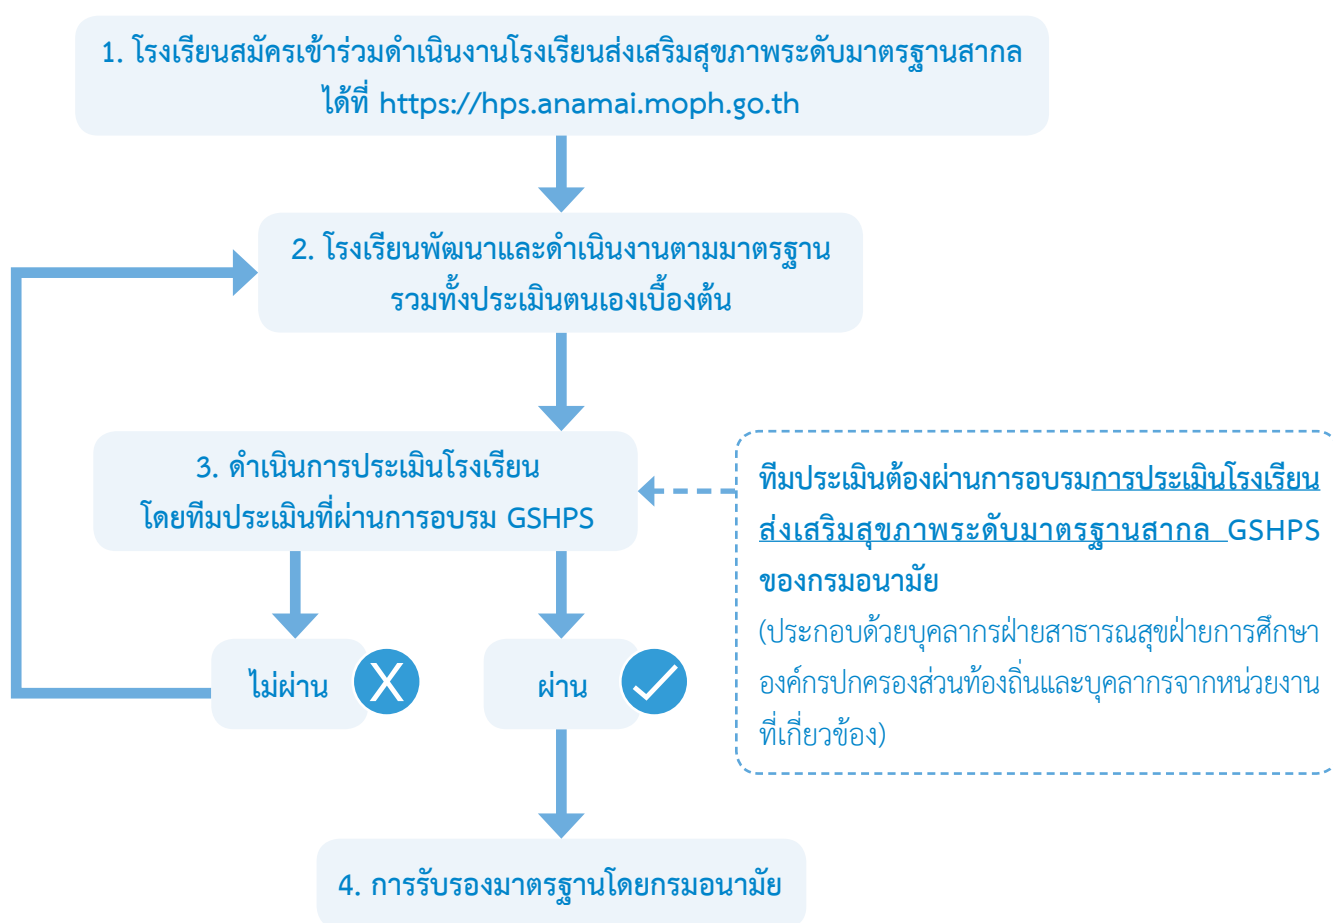 1. โรงเรียนสมัครเข้าร่วมดำเนินงานโรงเรียนส่งเสริมสุขภาพระดับมาตรฐานสากล
ได้ที่ https://hps.anamai.moph.go.th
2. โรงเรียนพัฒนาและดำเนินงานตามมาตรฐาน
รวมทั้งประเมินตนเองเบื้องต้น
3. ดำเนินการประเมินโรงเรียน
โดยทีมประเมินที่ผ่านการอบรม GSHPS
ทีมประเมินต้องผ่านการอบรมการประเมินโรงเรียน
ส่งเสริมสุขภาพระดับมาตรฐานสากล GSHPS
ของกรมอนามัย
(ประกอบด้วยบุคลากรฝ่ายสาธารณสุขฝ่ายการศึกษา
องค์กรปกครองส่วนท้องถิ่นและบุคลากรจากหน่วยงาน
ที่เกี่ยวข้อง)
ไม่ผ่าน X
ผ่าน
4. การรับรองมาตรฐานโดยกรมอนามัย